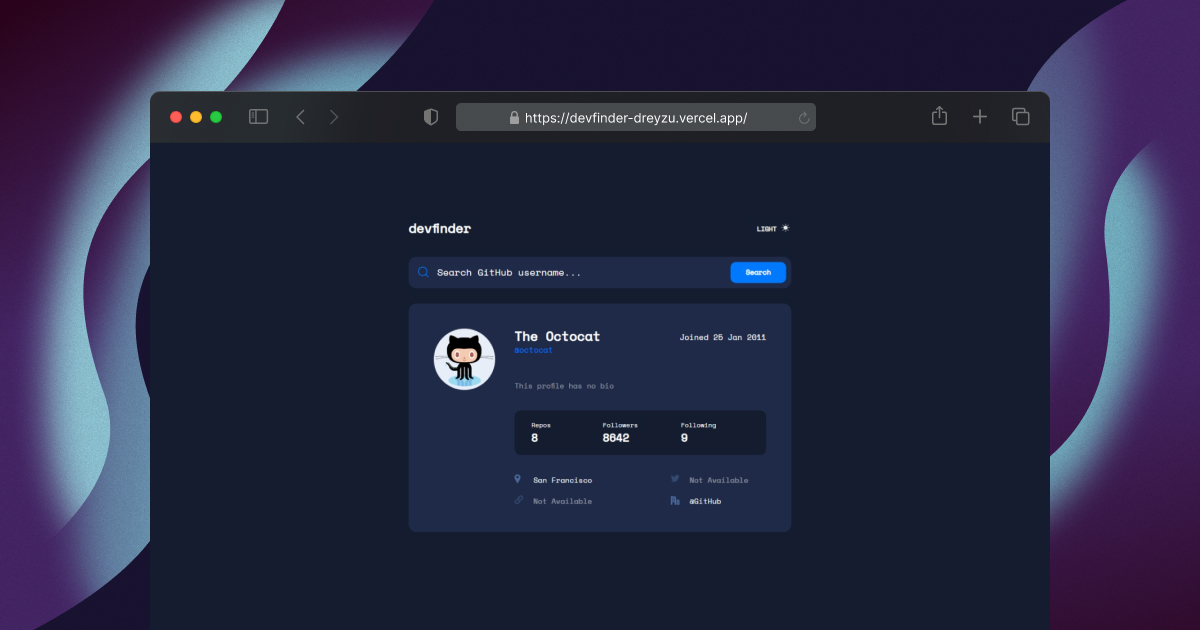 https://devfinder-dreyzu.vercel.app/
devfinder
LIGHT
Search GitHub username...
Search
The Octocat
Joined 25 Jan 2011
@octocat
This profile has no bio
Repos Followers Following
8 8642 9
San Francisco Not Available
Not Available @GitHub